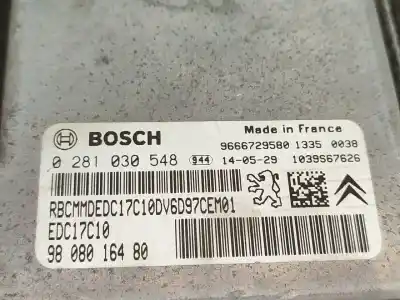 BOSCH
Made in France
9666729580 1335 0038
0 281 030 548 944 14-05-29 1039S67626
RBCMMDEDC17C10DV6D97CEM01
EDC17C10
98 080 164 80